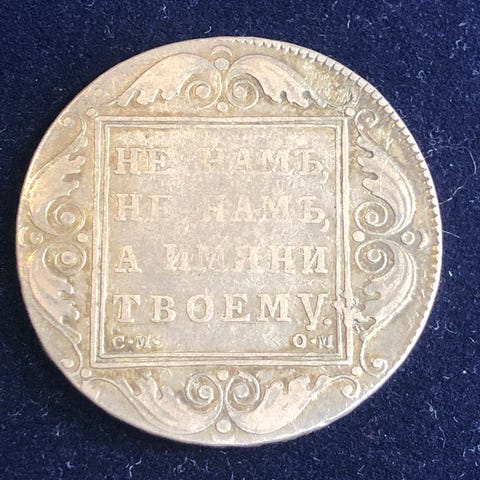 НЕ НАМЪ,
НЕ НАМЪ,
А ИМЯНИ
ТВОЕМУ.
С·М· О·М